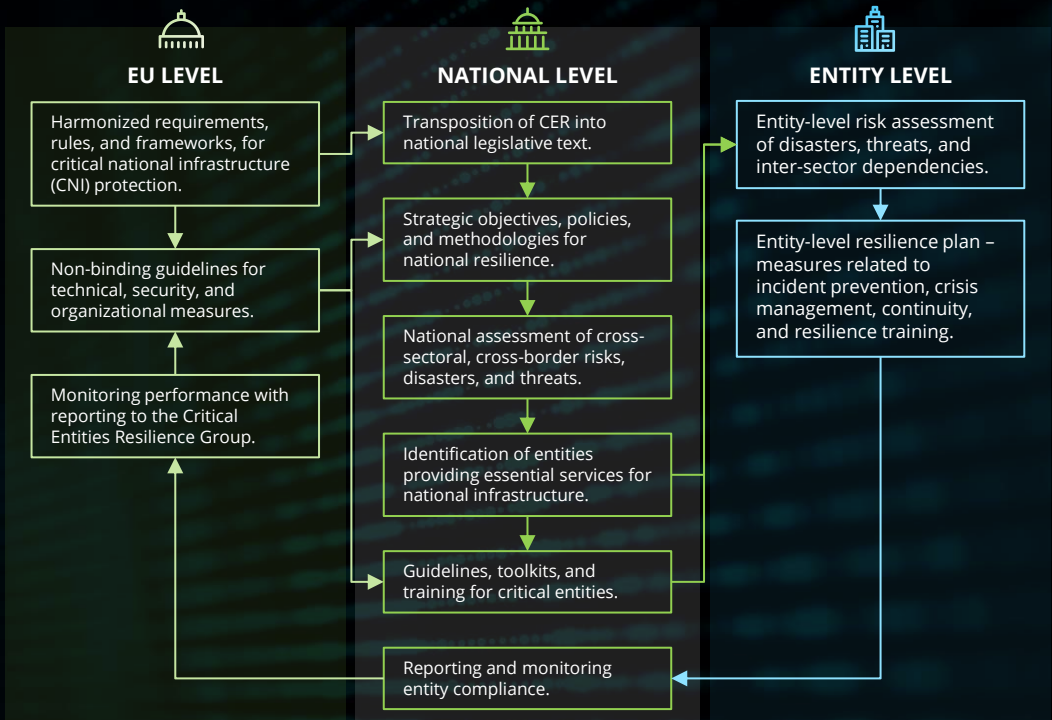 EU LEVEL
Harmonized requirements,
rules, and frameworks, for
critical national infrastructure
(CNI) protection.
Non-binding guidelines for
technical, security, and
organizational measures.
Monitoring performance with
reporting to the Critical
Entities Resilience Group.
NATIONAL LEVEL
Transposition of CER into
national legislative text.
Strategic objectives, policies,
and methodologies for
national resilience.
National assessment of cross-
sectoral, cross-border risks,
disasters, and threats.
Identification of entities
providing essential services for
national infrastructure.
Guidelines, toolkits, and
training for critical entities.
Reporting and monitoring
entity compliance.
ENTITY LEVEL
Entity-level risk assessment
of disasters, threats, and
inter-sector dependencies.
Entity-level resilience plan –
measures related to
incident prevention, crisis
management, continuity,
and resilience training.